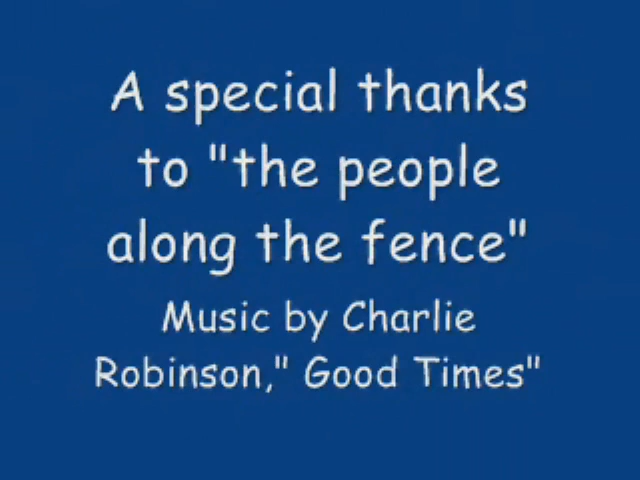 A special thanks
to "the people
along the fence"
Music by Charlie
Robinson," Good Times"